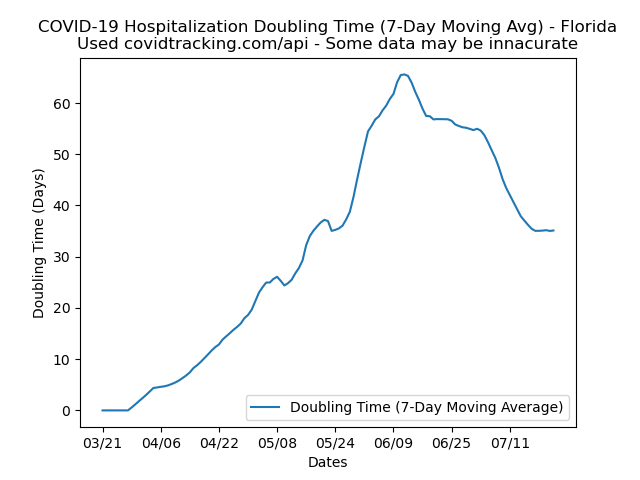 COVID-19 Hospitalization Doubling Time (7-Day Moving Avg) - Florida
Used covidtracking.com/api - Some data may be innacurate
Doubling Time (Days)
60
50
40
30
20
10
0
Doubling Time (7-Day Moving Average)
03/21 04/06 04/22 05/08 05/24 06/09 06/25 07/11
Dates